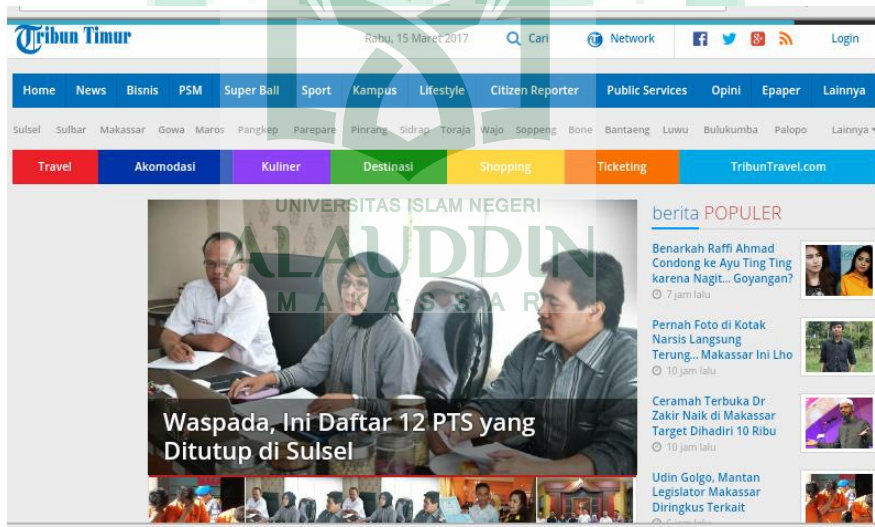 Tribun Timur
Rabu, 15 Maret 2017
Cari
Network
Login
Home News Bisnis PSM Super Ball Sport Kampus Lifestyle Citizen Reporter Public Services Opini Epaper Lainnya
Sulsel Sulbar Makassar Gowa Maros Pangkep Parepare Pinrang Sidrap Toraja Wajo Soppeng Bone Bantaeng Luwu Bulukumba Palopo Lainnya
Travel Akomodasi Kuliner Destinasi Shopping Ticketing TribunTravel.com
UNIVERSITAS ISLAM NEGERI
ALAUDDIN
MAKASSAR
Waspada, Ini Daftar 12 PTS yang
Ditutup di Sulsel
berita POPULER
Benarkah Raffi Ahmad
Condong ke Ayu Ting Ting
karena Nagit... Goyangan?
7 jam lalu
Pernah Foto di Kotak
Narsis Langsung
Terung... Makassar Ini Lho
10 jam lalu
Ceramah Terbuka Dr
Zakir Naik di Makassar
Target Dihadiri 10 Ribu
10 jam lalu
Udin Golgo, Mantan
Legislator Makassar
Diringkus Terkait